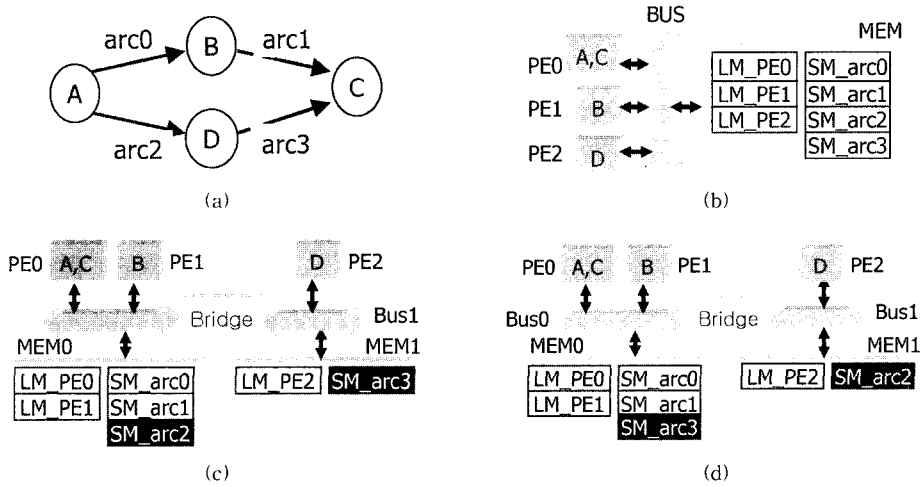 arc0
B
arc1
A
C
arc2
D
arc3
(a)
BUS
MEM
PE0
A,C
LM_PE0
SM_arc0
PE1
B
LM_PE1
SM_arc1
LM_PE2
SM_arc2
PE2
D
SM_arc3
(b)
PE0
A,C
B
PE1
D
PE2
Bridge
Bus1
MEM0
MEM1
LM_PE0
SM_arc0
LM_PE2
SM_arc3
LM_PE1
SM_arc1
SM_arc2
(c)
PE0
A,C
B
PE1
D
PE2
Bus0
Bridge
Bus1
MEM0
MEM1
LM_PE0
SM_arc0
LM_PE2
SM_arc2
LM_PE1
SM_arc1
SM_arc3
(d)